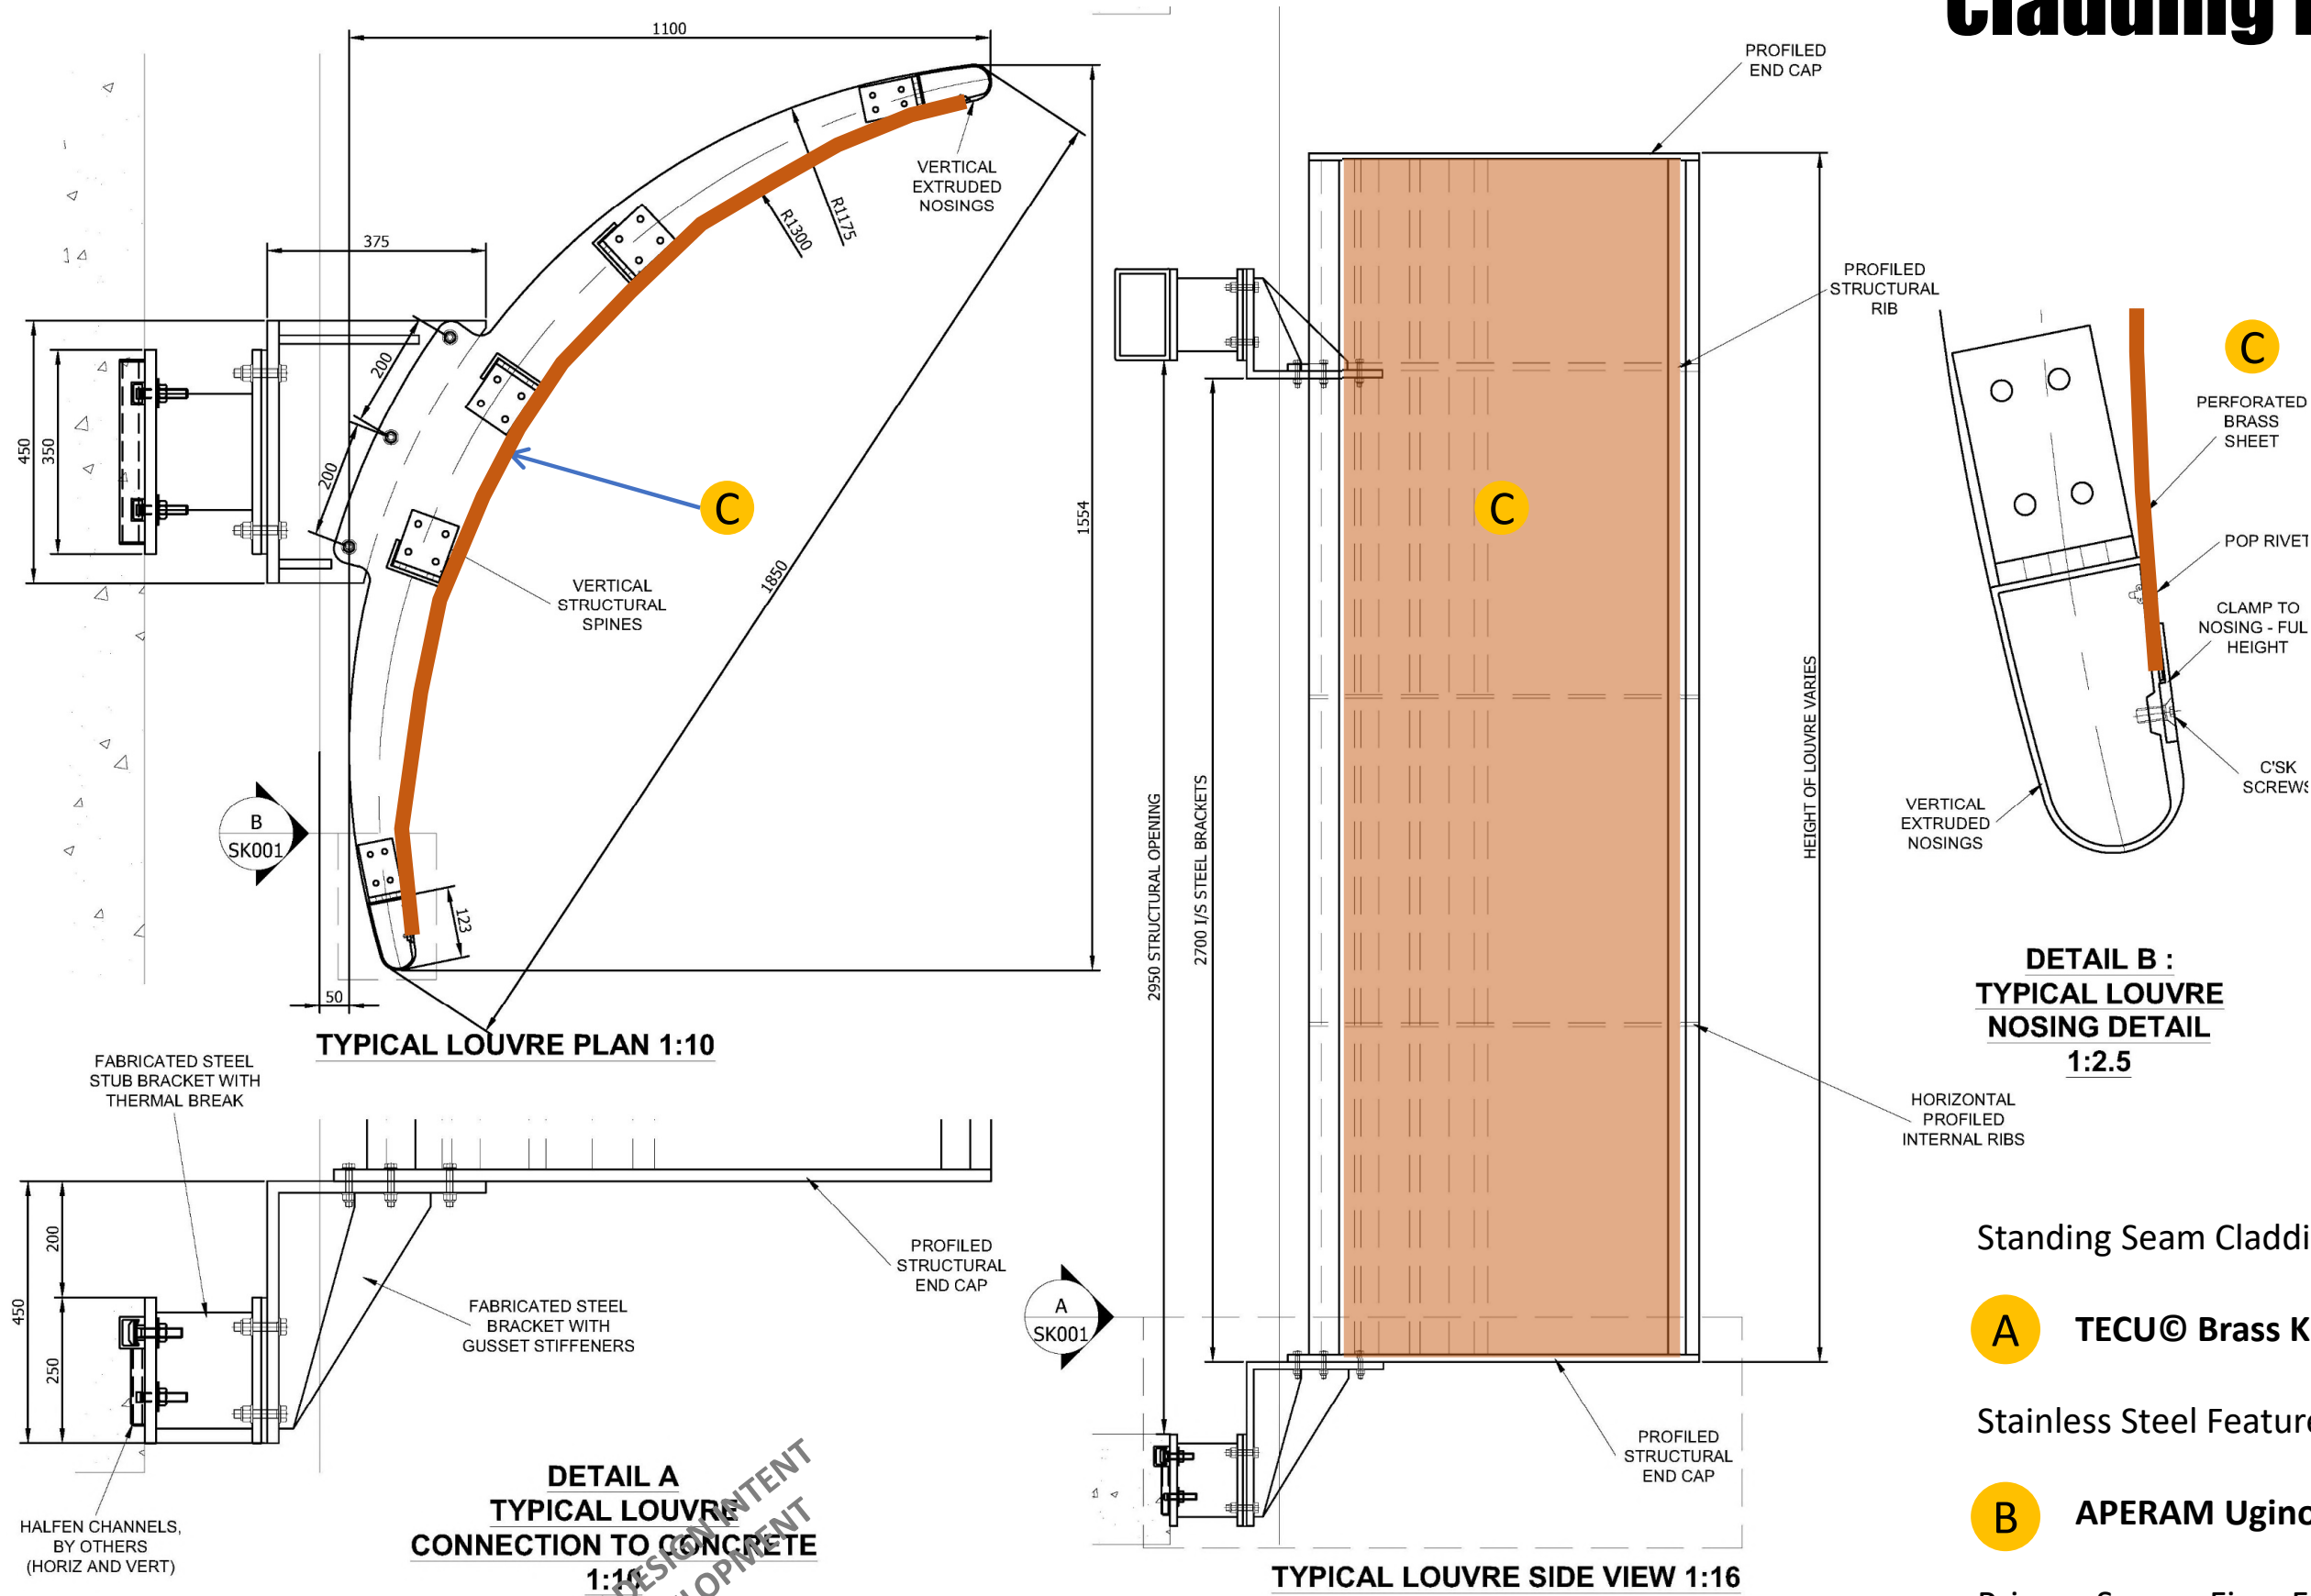 Cladding
1100
PROFILED
END CAP
VERTICAL
EXTRUDED
NOSINGS
R1175
R1300
375
200
200
450
350
C
1554
1850
VERTICAL
STRUCTURAL
SPINES
B
SK001
123
50
TYPICAL LOUVRE PLAN 1:10
C
PROFILED
STRUCTURAL
RIB
2950 STRUCTURAL OPENING
2700 I/S STEEL BRACKETS
HEIGHT OF LOUVRE VARIES
C
PERFORATED
BRASS
SHEET
POP RIVET
CLAMP TO
NOSING - FUL
HEIGHT
C'SK
SCREWS
VERTICAL
EXTRUDED
NOSINGS
DETAIL B :
TYPICAL LOUVRE
NOSING DETAIL
1:2.5
HORIZONTAL
PROFILED
INTERNAL RIBS
FABRICATED STEEL
STUB BRACKET WITH
THERMAL BREAK
450
200
250
PROFILED
STRUCTURAL
END CAP
FABRICATED STEEL
BRACKET WITH
GUSSET STIFFENERS
HALFEN CHANNELS,
BY OTHERS
(HORIZ AND VERT)
DETAIL A
TYPICAL LOUVRE
CONNECTION TO CONCRETE
1:10
DESIGN INTENT
A
SK001
PROFILED
STRUCTURAL
END CAP
TYPICAL LOUVRE SIDE VIEW 1:16
Standing Seam Claddi
A TECU© Brass K
Stainless Steel Feature
B APERAM Ugino